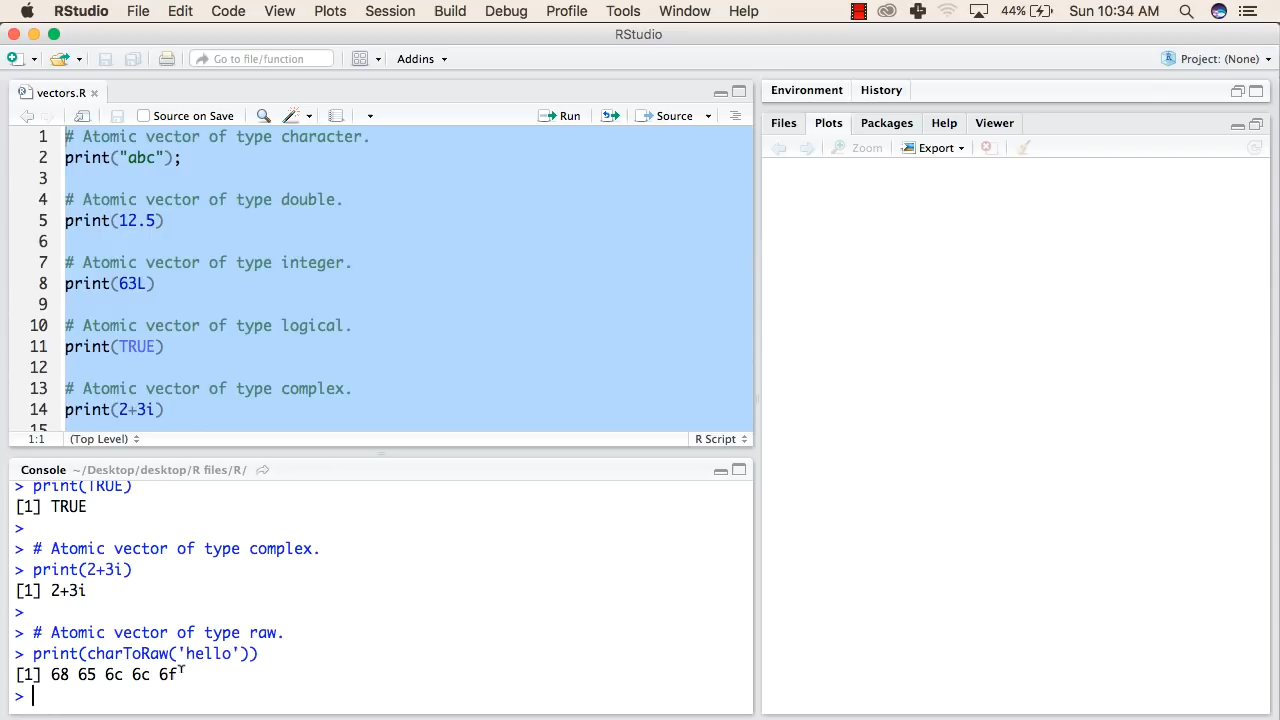 RStudio File Edit Code View Plots Session Build Debug Profile Tools Window Help 44% Sun 10:34 AM
RStudio
Go to file/function Addins Project: (None)
vectors.R
Source on Save Run Source
1 # Atomic vector of type character.
2 print("abc");
3
4 # Atomic vector of type double.
5 print(12.5)
6
7 # Atomic vector of type integer.
8 print(63L)
9
10 # Atomic vector of type logical.
11 print(TRUE)
12
13 # Atomic vector of type complex.
14 print(2+3i)
15
1:1 (Top Level) R Script
Console ~/Desktop/desktop/R files/R/
> print(TRUE)
[1] TRUE
>
> # Atomic vector of type complex.
> print(2+3i)
[1] 2+3i
>
> # Atomic vector of type raw.
> print(charToRaw('hello'))
[1] 68 65 6c 6c 6f
>
Environment History
Files Plots Packages Help Viewer
Zoom Export